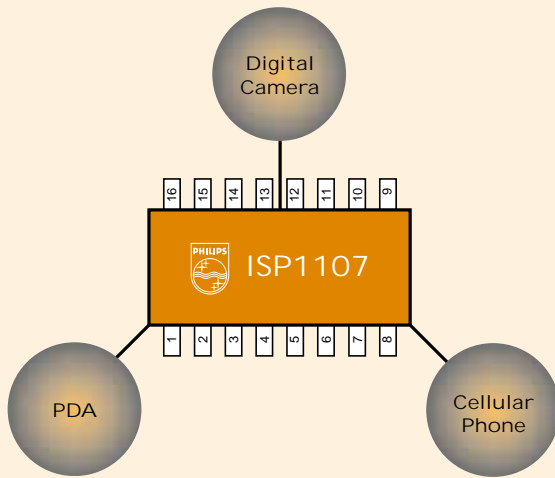 Digital
Camera
16 15 14 13 12 11 10 9
PHILIPS
ISP1107
1 2 3 4 5 6 7 8
PDA
Cellular
Phone